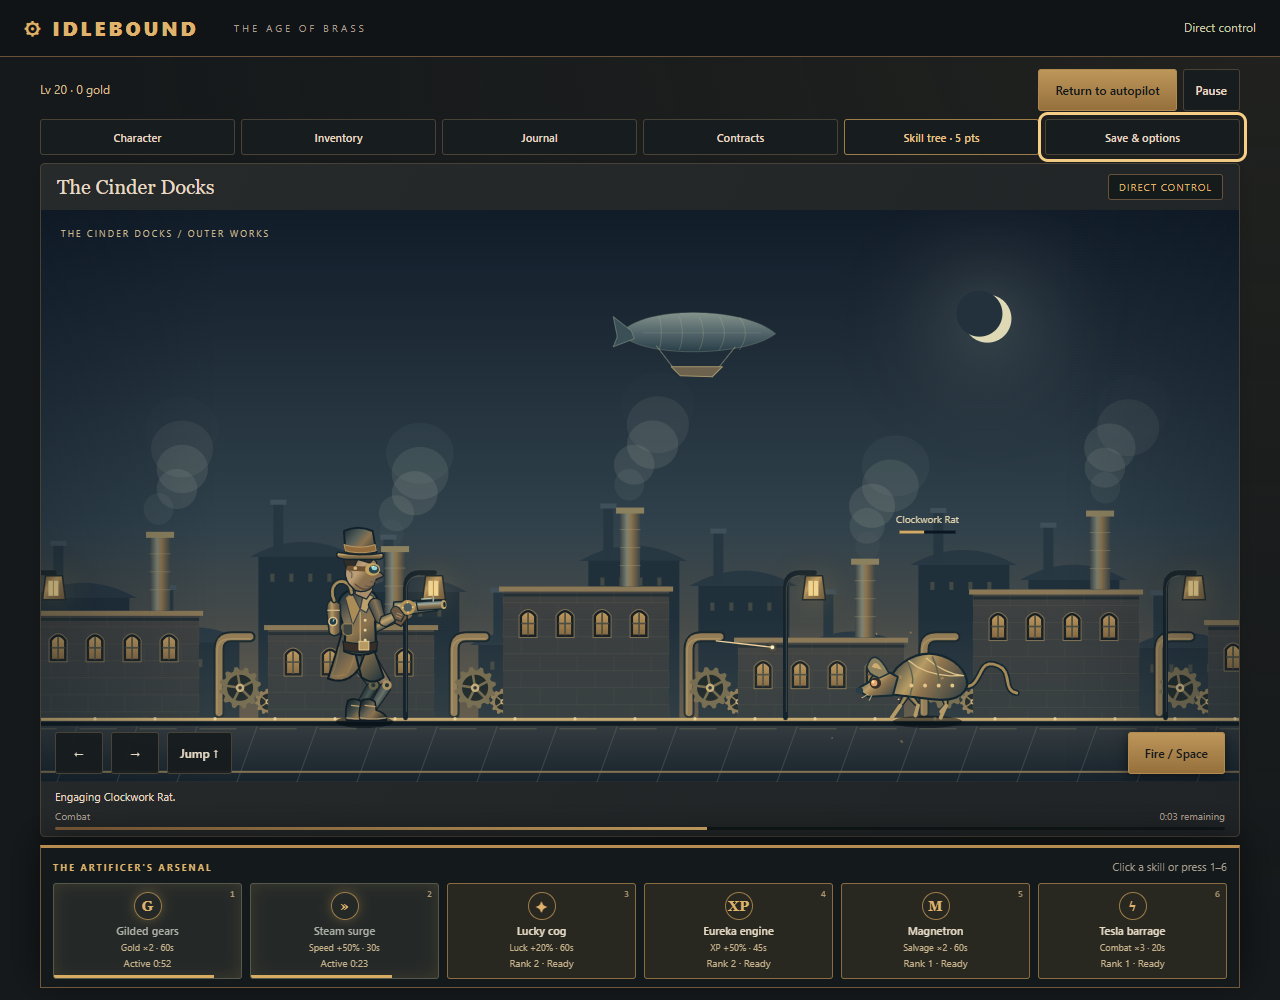 IDLEBOUND
THE AGE OF BRASS
Direct control
Lv 20 · 0 gold
Return to autopilot
Pause
Character
Inventory
Journal
Contracts
Skill tree · 5 pts
Save & options
The Cinder Docks
DIRECT CONTROL
THE CINDER DOCKS / OUTER WORKS
Clockwork Rat
←
→
Jump ↑
Fire / Space
Engaging Clockwork Rat.
Combat
0:03 remaining
THE ARTIFICER'S ARSENAL
Click a skill or press 1–6
1
G
Gilded gears
Gold ×2 · 60s
Active 0:52
2
»
Steam surge
Speed +50% · 30s
Active 0:23
3
✦
Lucky cog
Luck +20% · 60s
Rank 2 · Ready
4
XP
Eureka engine
XP +50% · 45s
Rank 2 · Ready
5
M
Magnetron
Salvage ×2 · 60s
Rank 1 · Ready
6
ϟ
Tesla barrage
Combat ×3 · 20s
Rank 1 · Ready